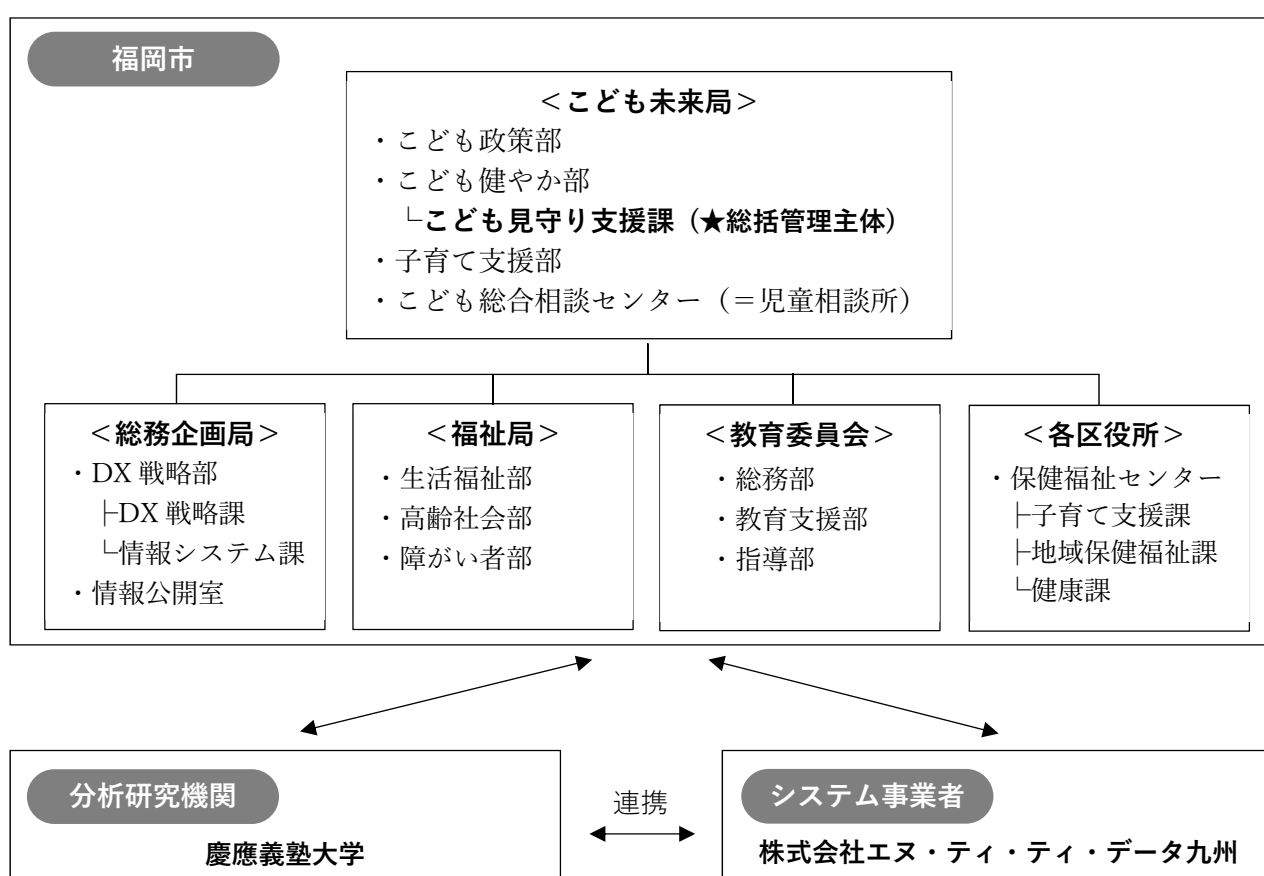 福岡市
＜こども未来局＞
・こども政策部
・こども健やか部
└こども見守り支援課（★総括管理主体）
・子育て支援部
・こども総合相談センター（＝児童相談所）
＜総務企画局＞
・DX 戦略部
├DX 戦略課
└情報システム課
・情報公開室
＜福祉局＞
・生活福祉部
・高齢社会部
・障がい者部
＜教育委員会＞
・総務部
・教育支援部
・指導部
＜各区役所＞
・保健福祉センター
├子育て支援課
├地域保健福祉課
└健康課
分析研究機関
慶應義塾大学
連携
システム事業者
株式会社エヌ・ティ・ティ・データ九州